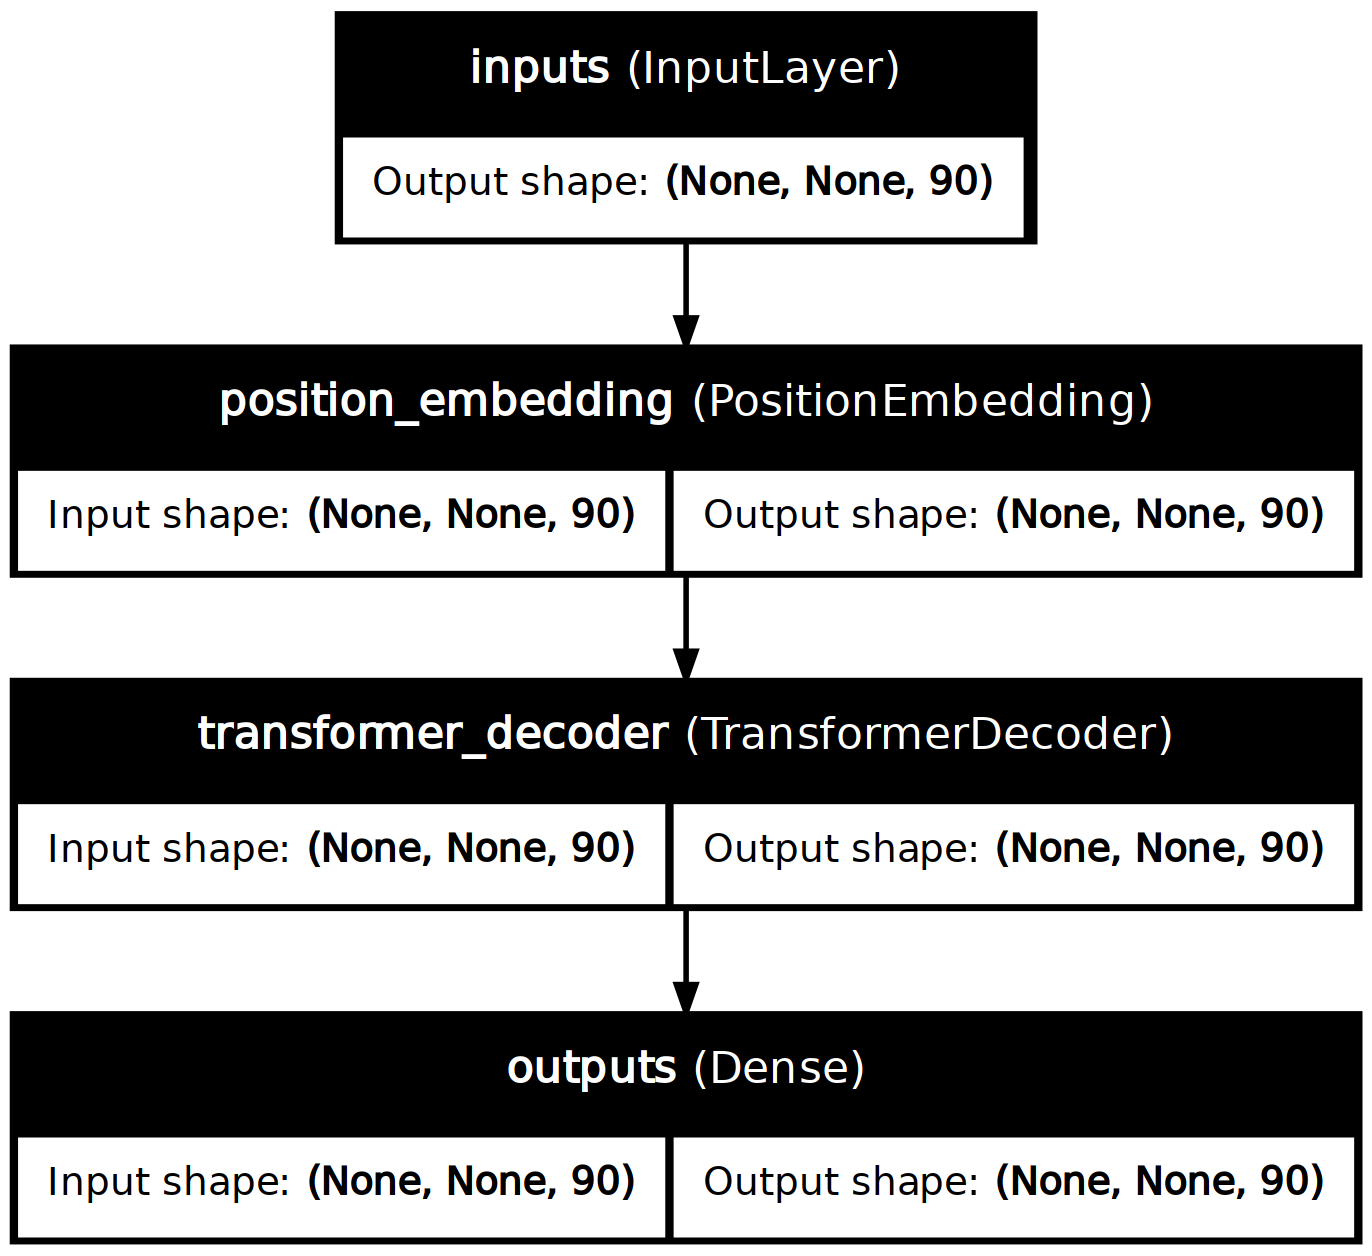 inputs (InputLayer)
Output shape: (None, None, 90)
position_embedding (PositionEmbedding)
Input shape: (None, None, 90) Output shape: (None, None, 90)
transformer_decoder (TransformerDecoder)
Input shape: (None, None, 90) Output shape: (None, None, 90)
outputs (Dense)
Input shape: (None, None, 90) Output shape: (None, None, 90)